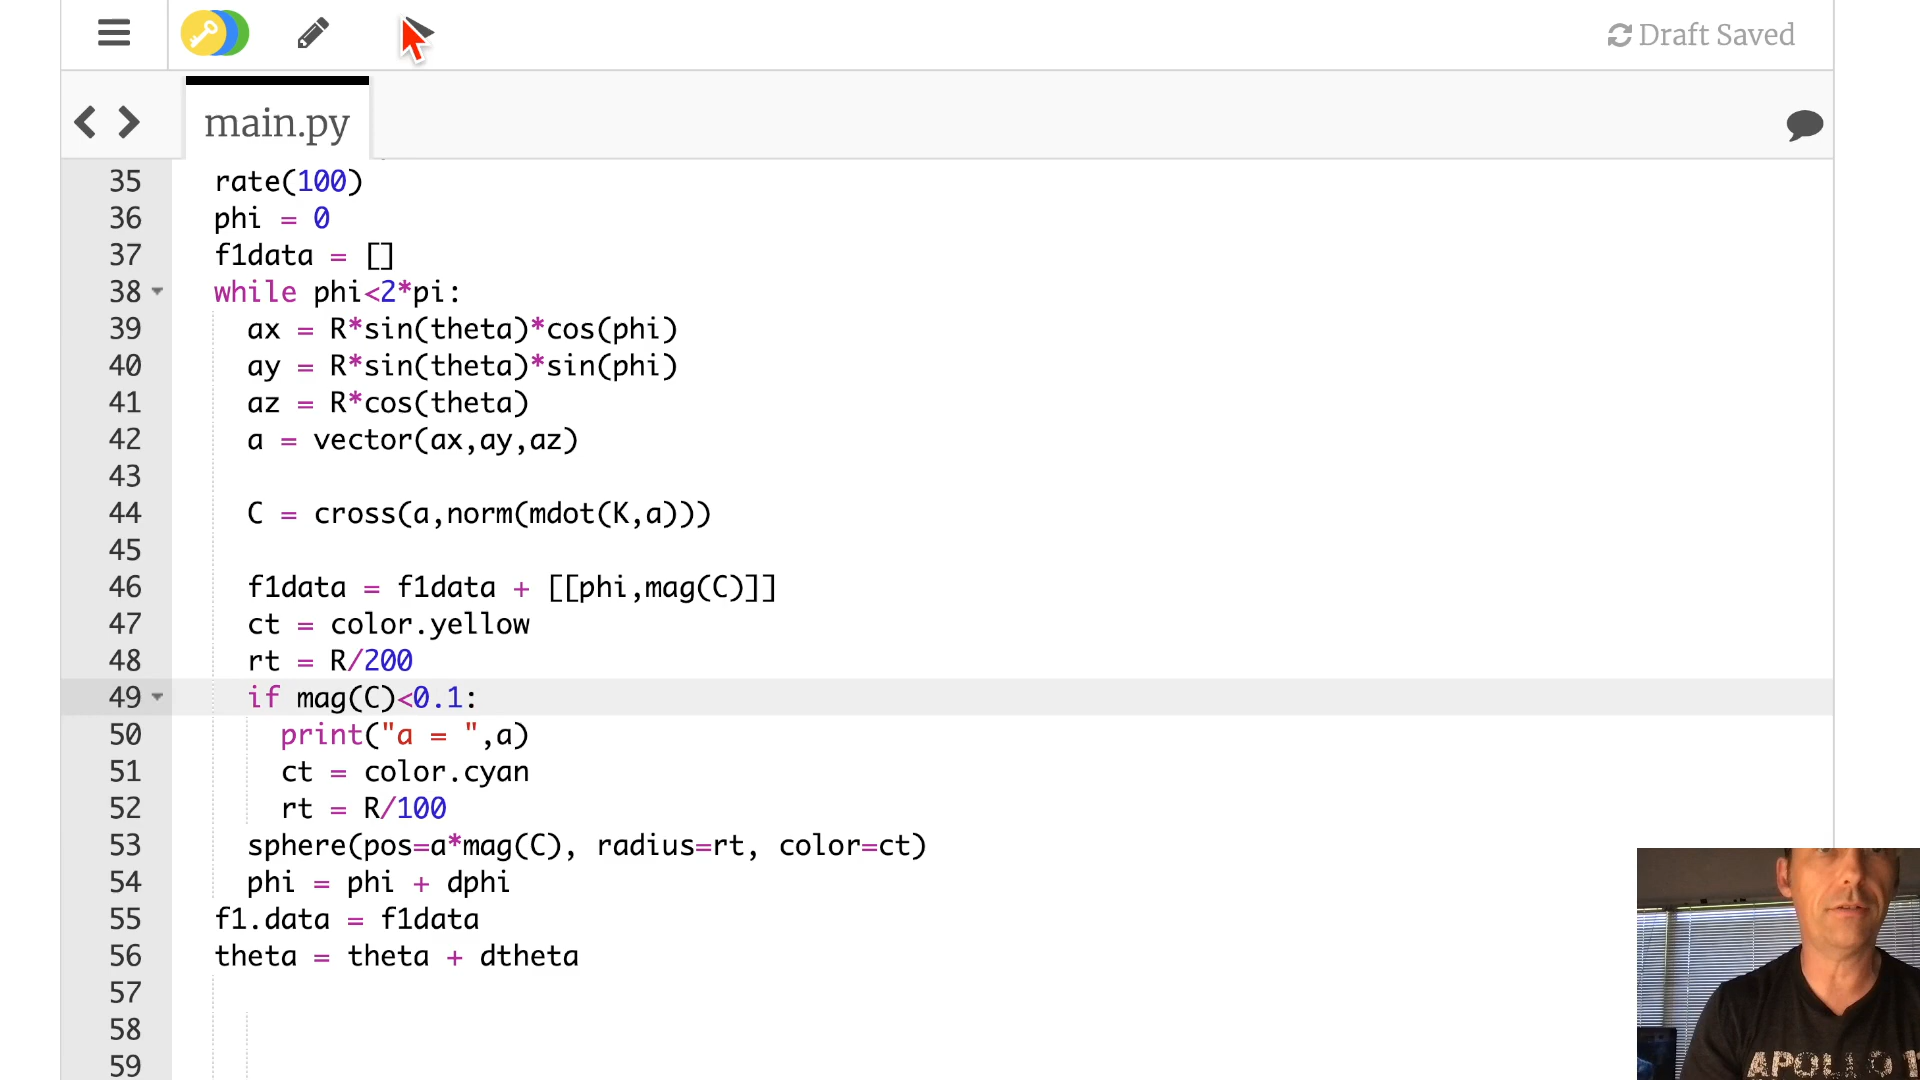 Draft Saved
main.py
35 rate(100)
36 phi = 0
37 f1data = []
38 while phi<2*pi:
39 ax = R*sin(theta)*cos(phi)
40 ay = R*sin(theta)*sin(phi)
41 az = R*cos(theta)
42 a = vector(ax,ay,az)
43
44 C = cross(a,norm(mdot(K,a)))
45
46 f1data = f1data + [[phi,mag(C)]]
47 ct = color.yellow
48 rt = R/200
49 if mag(C)<0.1:
50 print("a = ",a)
51 ct = color.cyan
52 rt = R/100
53 sphere(pos=a*mag(C), radius=rt, color=ct)
54 phi = phi + dphi
55 f1.data = f1data
56 theta = theta + dtheta
57
58
59
APOLLO 1